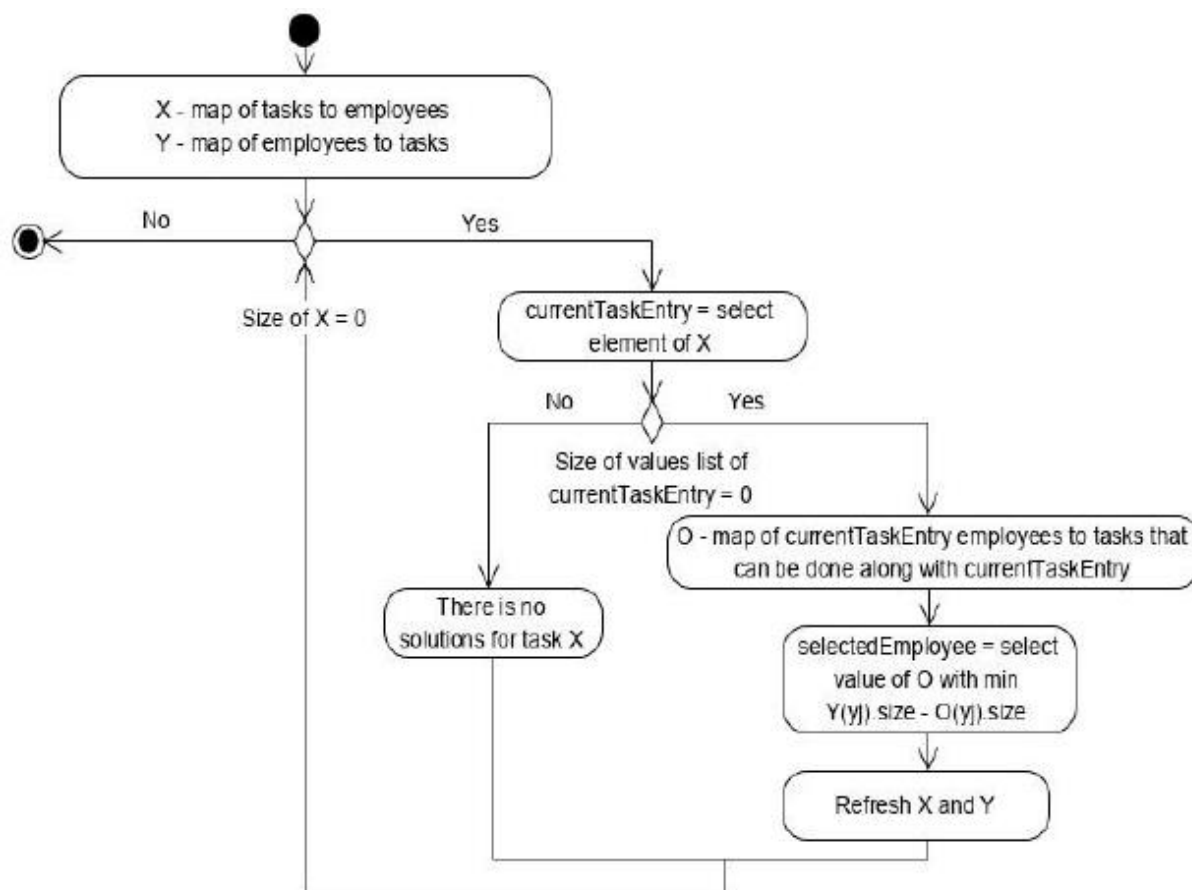 X - map of tasks to employees
Y - map of employees to tasks
No
Yes
Size of X = 0
currentTaskEntry = select
element of X
No
Yes
Size of values list of
currentTaskEntry = 0
O - map of currentTaskEntry employees to tasks that
can be done along with currentTaskEntry
There is no
solutions for task X
selectedEmployee = select
value of O with min
Y(yj).size - O(yj).size
Refresh X and Y